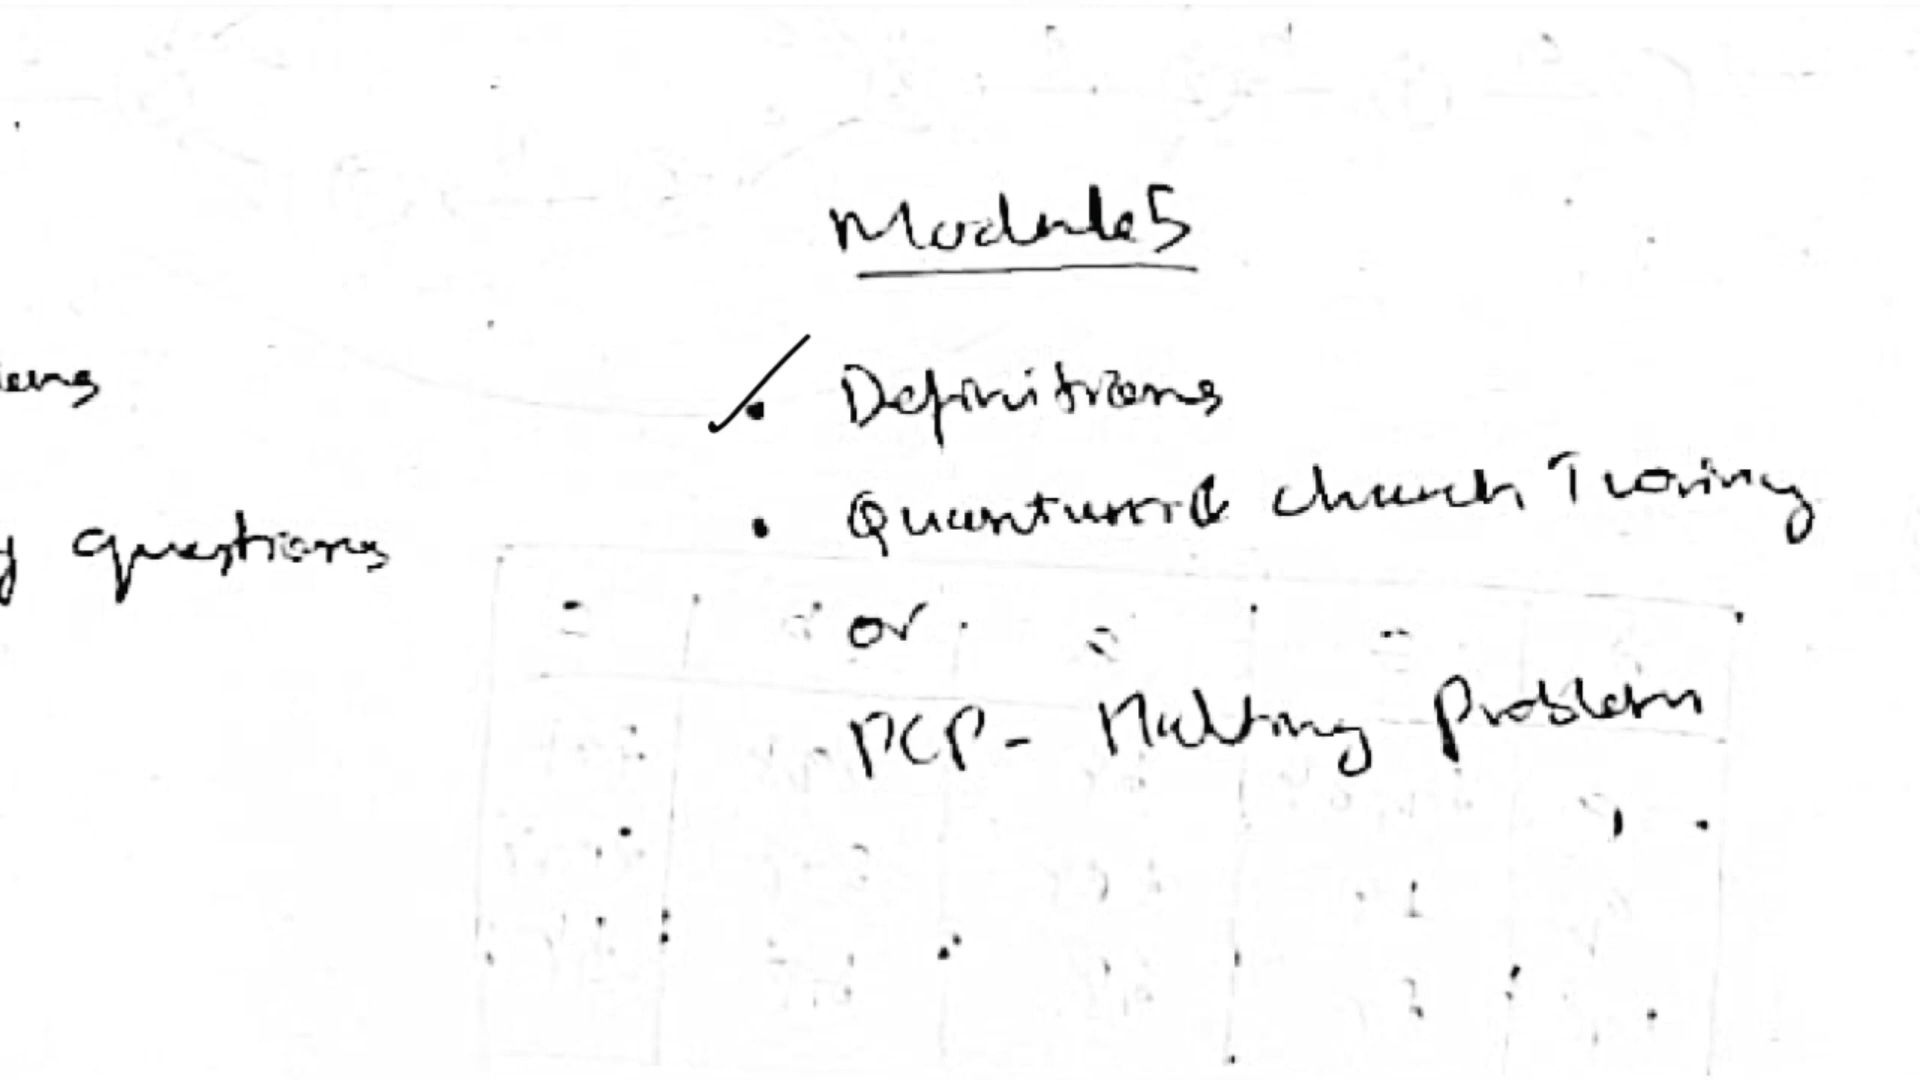 Module5
Definitions
Quantum & church Turing
questions
or
PCP - Halting Problem